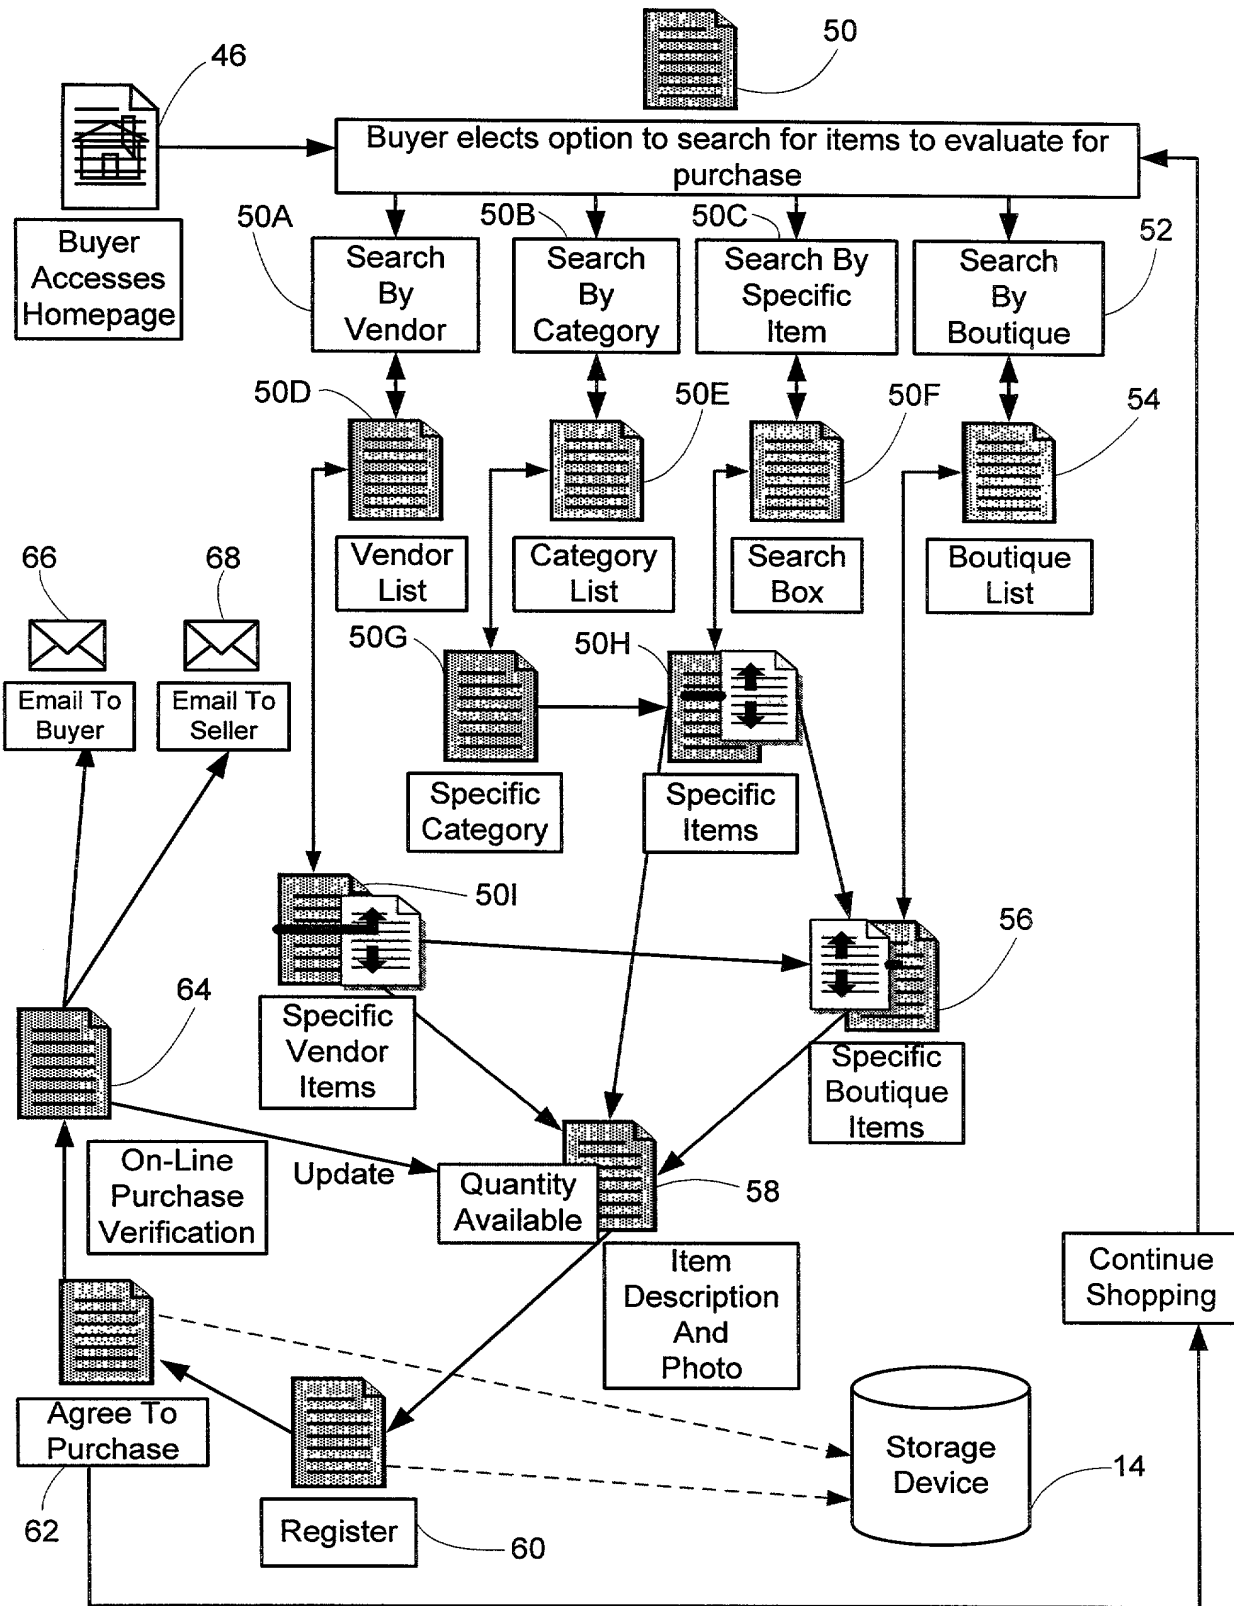 50
46
Buyer elects option to search for items to evaluate for
purchase
Buyer
Accesses
Homepage
50A
50B
50C
52
Search
By
Vendor
Search
By
Category
Search By
Specific
Item
Search
By
Boutique
50D
50E
50F
54
Vendor
List
Category
List
Search
Box
Boutique
List
66
68
Email To
Buyer
Email To
Seller
50G
50H
Specific
Category
Specific
Items
50I
56
Specific
Vendor
Items
Specific
Boutique
Items
64
On-Line
Purchase
Verification
Update
Quantity
Available
58
Item
Description
And
Photo
Continue
Shopping
Agree To
Purchase
62
Register
60
Storage
Device
14